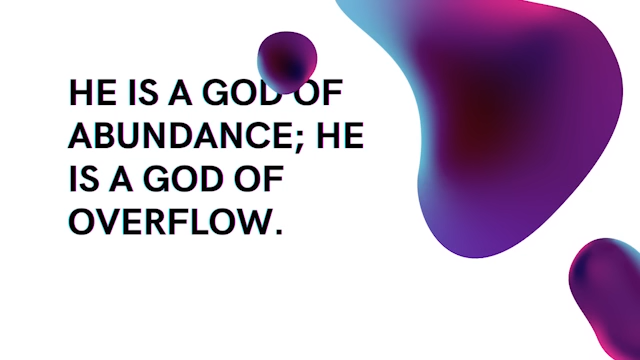 HE IS A GOD OF
ABUNDANCE; HE
IS A GOD OF
OVERFLOW.